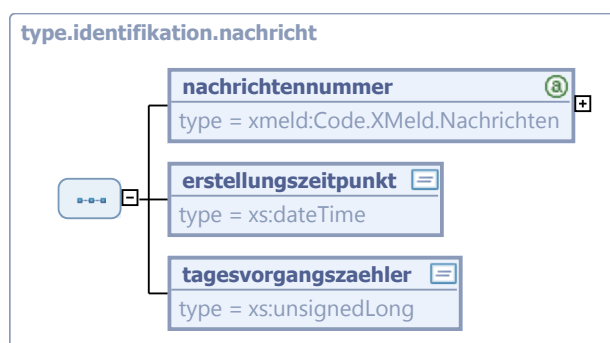 type.identifikation.nachricht
nachrichtennummer
type = xmeld:Code.XMeld.Nachrichten
erstellungszeitpunkt
type = xs:dateTime
tagesvorgangszaehler
type = xs:unsignedLong